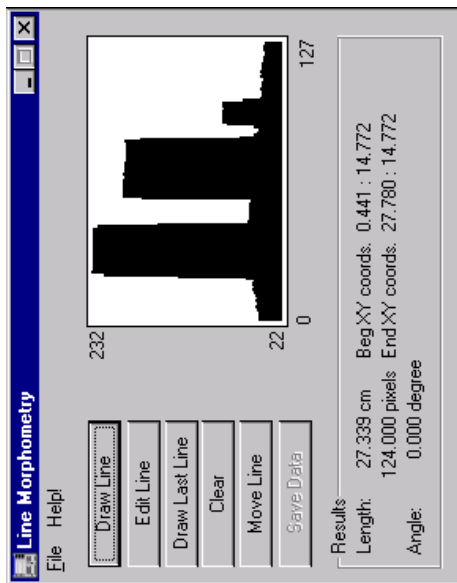 Line Morphometry
File Help!
Draw Line
Edit Line
Draw Last Line
Clear
Move Line
Save Data
232
22
0
127
Results
Length: 27.339 cm Beg XY coords. 0.441 : 14.772
124.000 pixels End XY coords. 27.780 : 14.772
Angle: 0.000 degree